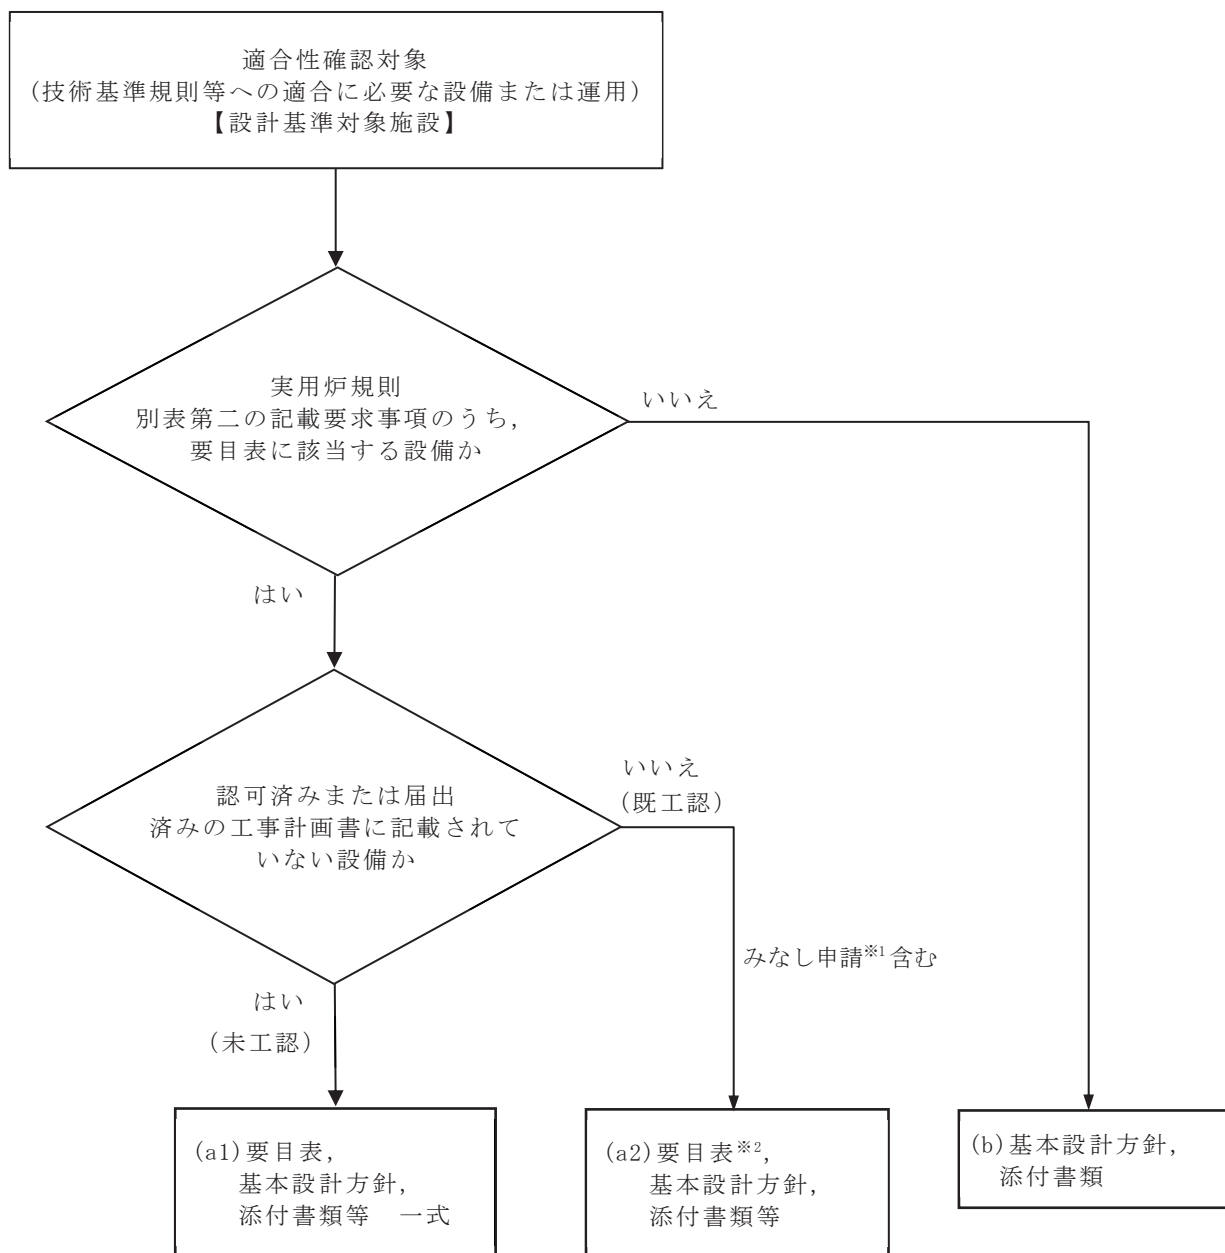 適合性確認対象
(技術基準規則等への適合に必要な設備または運用)
【設計基準対象施設】
実用炉規則
別表第二の記載要求事項のうち,
要目表に該当する設備か
いいえ
はい
認可済みまたは届出
済みの工事計画書に記載されて
いない設備か
いいえ
(既工認)
みなし申請※1含む
はい
(未工認)
(a1)要目表,
基本設計方針,
添付書類等　一式
(a2)要目表※2,
基本設計方針,
添付書類等
(b)基本設計方針,
添付書類